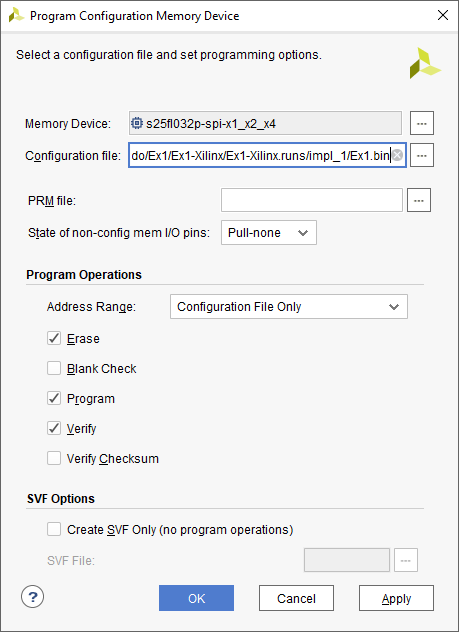 Program Configuration Memory Device
Select a configuration file and set programming options.
Memory Device: s25fl032p-spi-x1_x2_x4 ...
Configuration file: do/Ex1/Ex1-Xilinx/Ex1-Xilinx.runs/impl_1/Ex1.bin ...
PRM file: ...
State of non-config mem I/O pins: Pull-none
Program Operations
Address Range: Configuration File Only
Erase
Blank Check
Program
Verify
Verify Checksum
SVF Options
Create SVF Only (no program operations)
SVF File: ...
? OK Cancel Apply